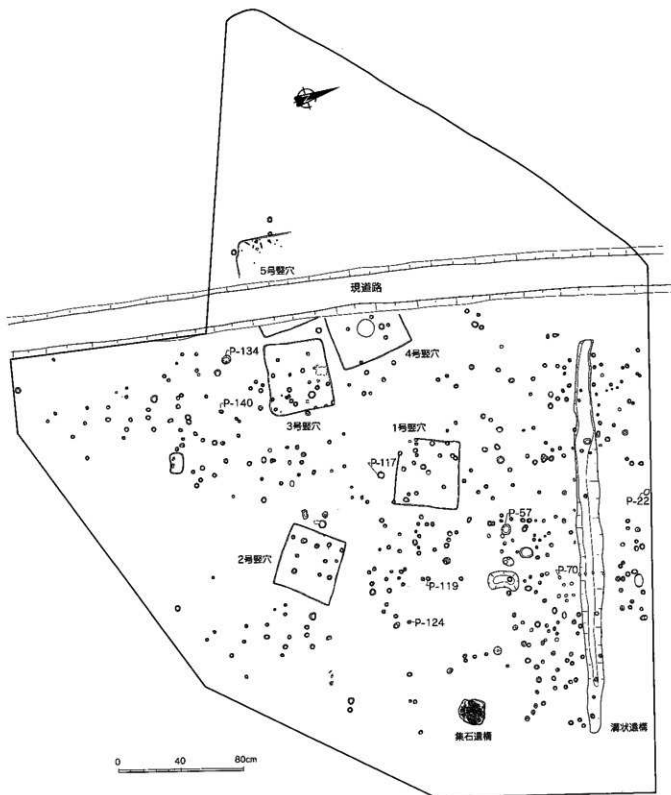 5号竪穴
現道路
P-134
4号竪穴
P-140
3号竪穴
1号竪穴
P-117
P-22
P-57
2号竪穴
P-70
P-119
P-124
集石遺構
溝状遺構
0 40 80cm